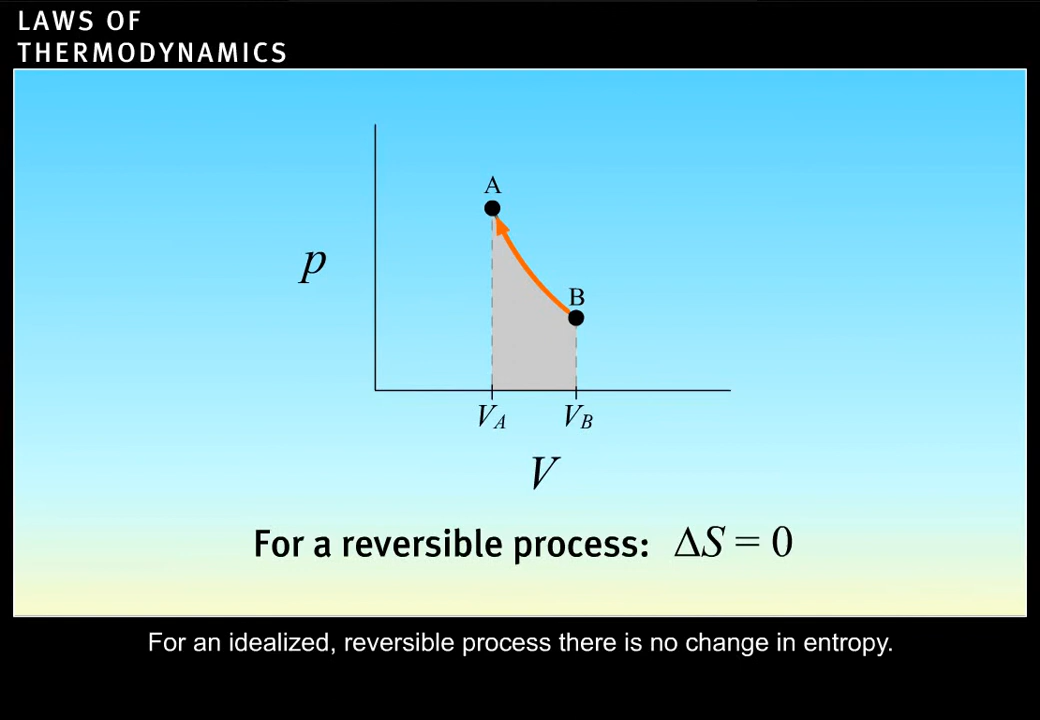 LAWS OF
THERMODYNAMICS
A
p
B
V_A V_B
V
For a reversible process: ΔS = 0
For an idealized, reversible process there is no change in entropy.